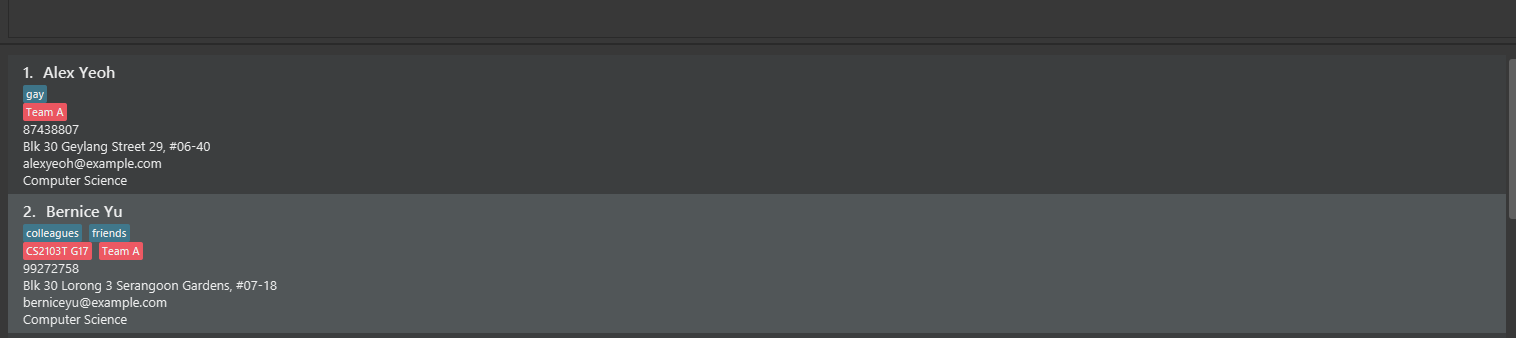 1. Alex Yeoh
gay
Team A
87438807
Blk 30 Geylang Street 29, #06-40
alexyeoh@example.com
Computer Science
2. Bernice Yu
colleagues friends
CS2103T G17 Team A
99272758
Blk 30 Lorong 3 Serangoon Gardens, #07-18
berniceyu@example.com
Computer Science